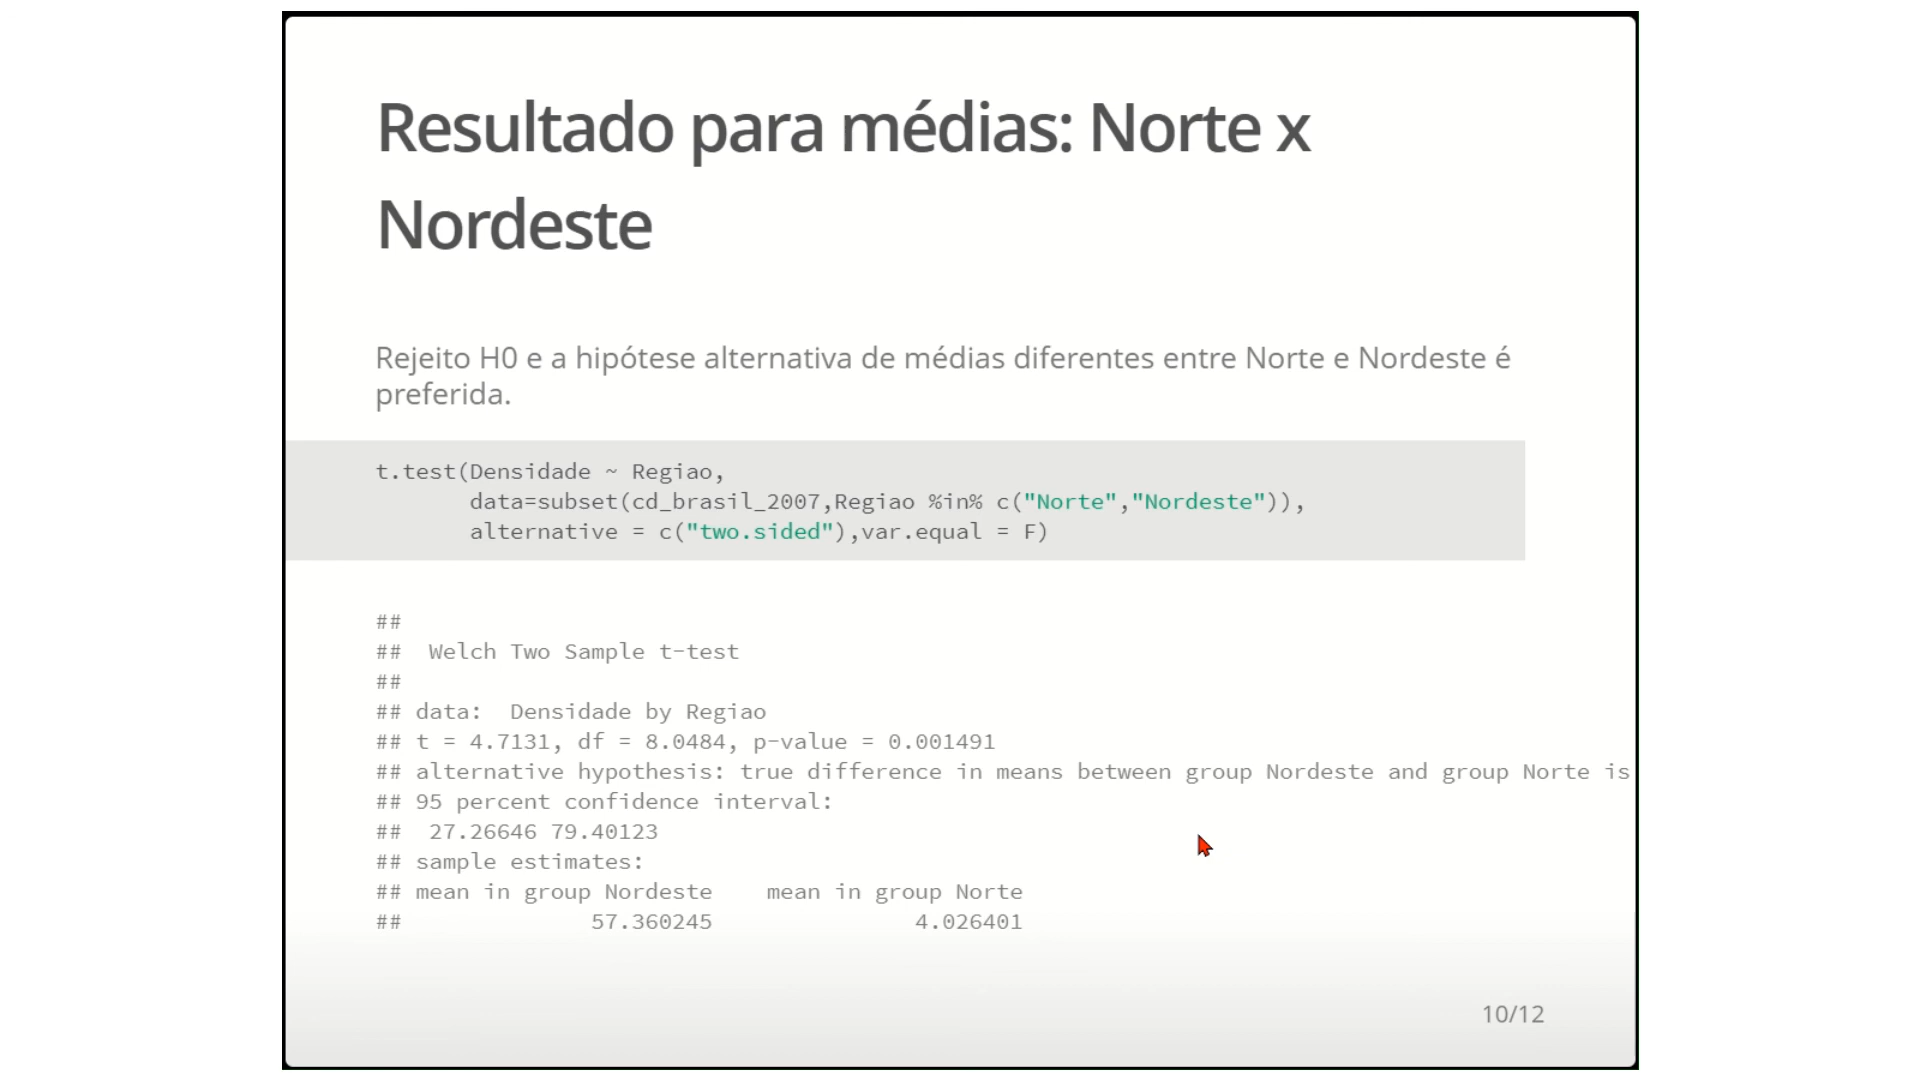 Resultado para médias: Norte x
Nordeste
Rejeito H0 e a hipótese alternativa de médias diferentes entre Norte e Nordeste é
preferida.
t.test(Densidade ~ Regiao,
       data=subset(cd_brasil_2007,Regiao %in% c("Norte","Nordeste")),
       alternative = c("two.sided"),var.equal = F)
##
##  Welch Two Sample t-test
##
## data:  Densidade by Regiao
## t = 4.7131, df = 8.0484, p-value = 0.001491
## alternative hypothesis: true difference in means between group Nordeste and group Norte is
## 95 percent confidence interval:
##  27.26646 79.40123
## sample estimates:
## mean in group Nordeste    mean in group Norte
##              57.360245               4.026401
10/12